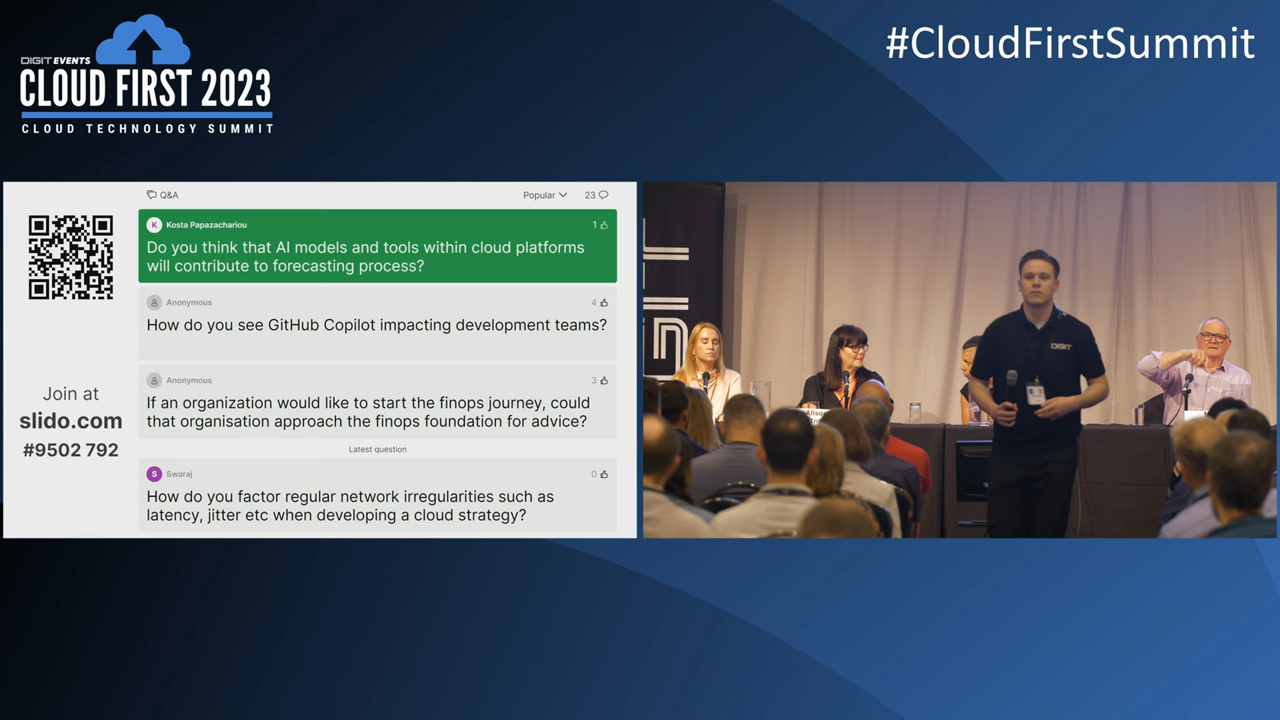 DIGIT EVENTS
CLOUD FIRST 2023
CLOUD TECHNOLOGY SUMMIT
#CloudFirstSummit
Q&A
Popular
23
K
Kosta Papazachariou
1
Do you think that AI models and tools within cloud platforms
will contribute to forecasting process?
Anonymous
4
How do you see GitHub Copilot impacting development teams?
Anonymous
3
If an organization would like to start the finops journey, could
that organisation approach the finops foundation for advice?
Latest question
S
Swaraj
0
How do you factor regular network irregularities such as
latency, jitter etc when developing a cloud strategy?
Join at
slido.com
#9502 792
DIGIT
Alison